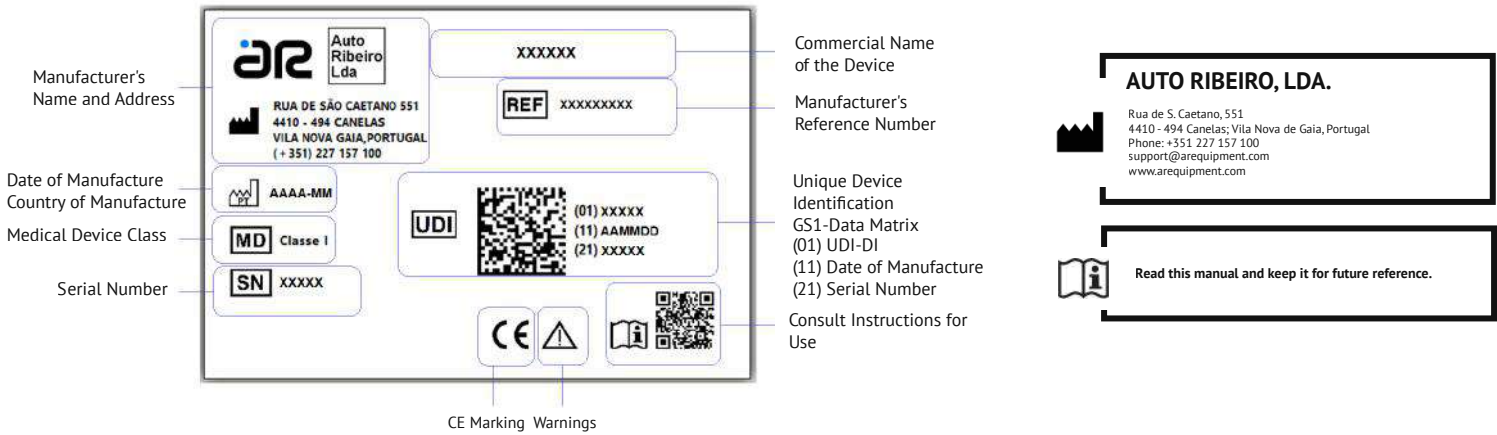 Manufacturer's
Name and Address
Date of Manufacture
Country of Manufacture
Medical Device Class
Serial Number
aR
Auto
Ribeiro
Lda
RUA DE SÃO CAETANO 551
4410 - 494 CANELAS
VILA NOVA GAIA, PORTUGAL
(+351) 227 157 100
PT
AAAA-MM
MD Classe I
SN XXXXX
XXXXXX
REF XXXXXXXXX
UDI
(01) XXXXX
(11) AAMMDD
(21) XXXXX
CE
CE Marking Warnings
Commercial Name
of the Device
Manufacturer's
Reference Number
Unique Device
Identification
GS1-Data Matrix
(01) UDI-DI
(11) Date of Manufacture
(21) Serial Number
Consult Instructions for
Use
AUTO RIBEIRO, LDA.
Rua de S. Caetano, 551
4410 - 494 Canelas; Vila Nova de Gaia, Portugal
Phone: +351 227 157 100
support@arequipment.com
www.arequipment.com
Read this manual and keep it for future reference.